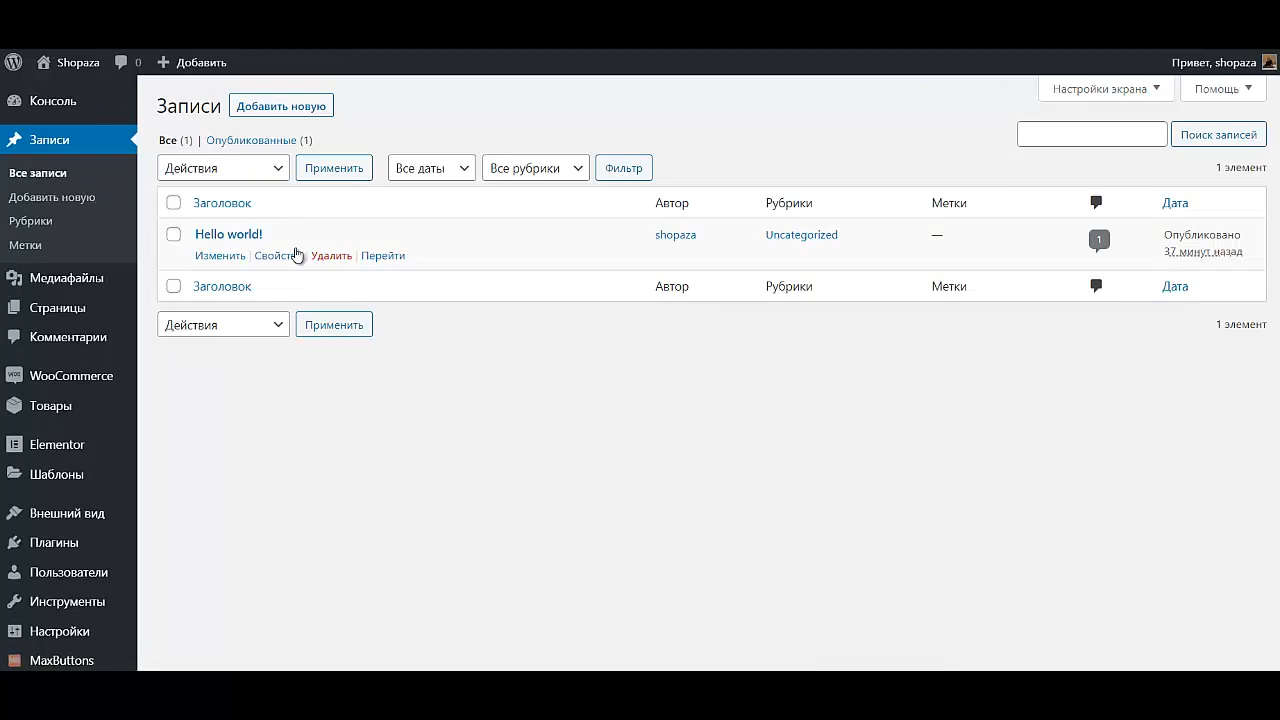 Shopaza 0 Добавить Привет, shopaza
Консоль
Записи
Все записи
Добавить новую
Рубрики
Метки
Медиафайлы
Страницы
Комментарии
WooCommerce
Товары
Elementor
Шаблоны
Внешний вид
Плагины
Пользователи
Инструменты
Настройки
MaxButtons
Настройки экрана Помощь
Записи Добавить новую
Все (1) | Опубликованные (1) Поиск записей
Действия Применить Все даты Все рубрики Фильтр 1 элемент
Заголовок Автор Рубрики Метки Дата
Hello world! shopaza Uncategorized — 1 Опубликовано
Изменить | Удалить | Перейти 37 минут назад
Заголовок Автор Рубрики Метки Дата
Действия Применить 1 элемент